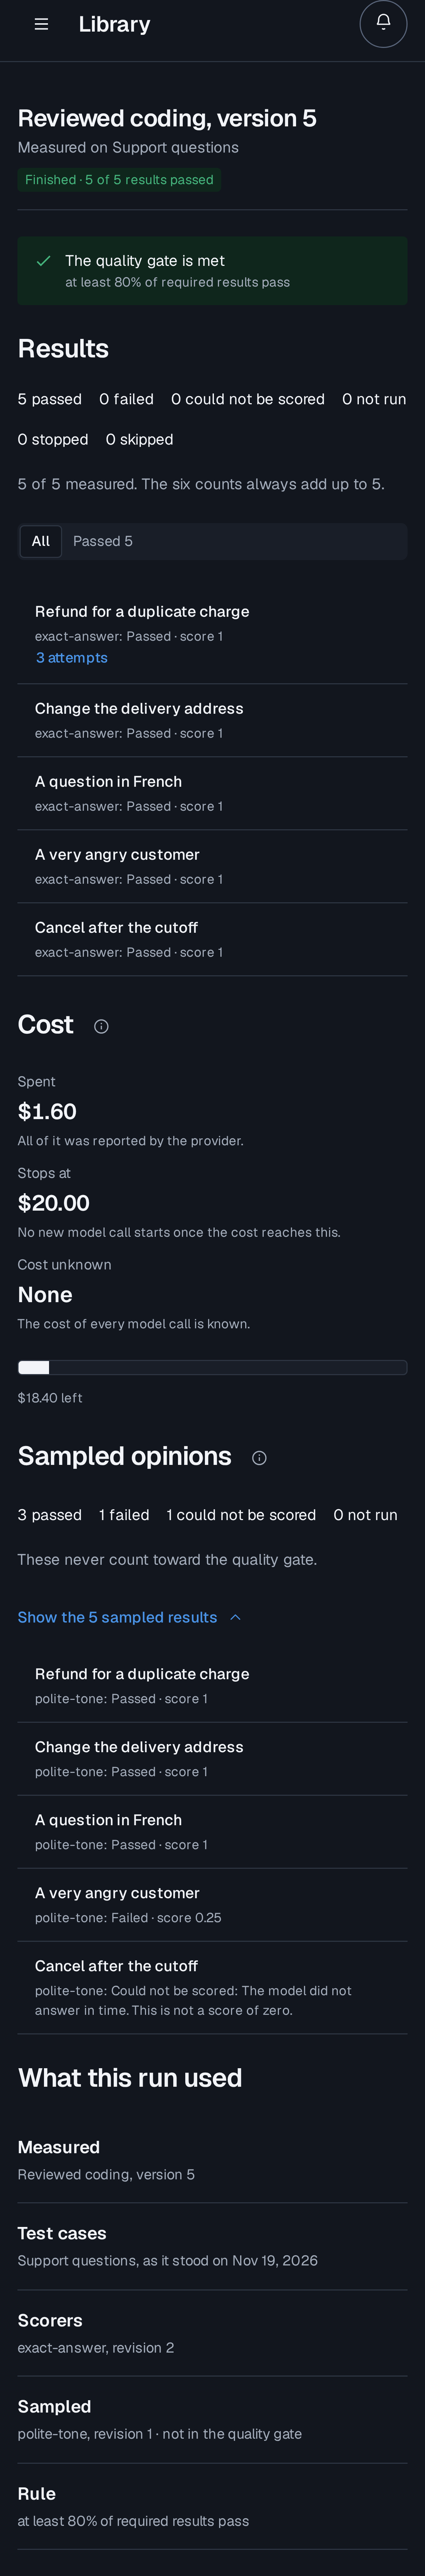 Library
Reviewed coding, version 5
Measured on Support questions
Finished · 5 of 5 results passed
The quality gate is met
at least 80% of required results pass
Results
5 passed 0 failed 0 could not be scored 0 not run
0 stopped 0 skipped
5 of 5 measured. The six counts always add up to 5.
All Passed 5
Refund for a duplicate charge
exact-answer: Passed · score 1
3 attempts
Change the delivery address
exact-answer: Passed · score 1
A question in French
exact-answer: Passed · score 1
A very angry customer
exact-answer: Passed · score 1
Cancel after the cutoff
exact-answer: Passed · score 1
Cost
Spent
$1.60
All of it was reported by the provider.
Stops at
$20.00
No new model call starts once the cost reaches this.
Cost unknown
None
The cost of every model call is known.
$18.40 left
Sampled opinions
3 passed 1 failed 1 could not be scored 0 not run
These never count toward the quality gate.
Show the 5 sampled results
Refund for a duplicate charge
polite-tone: Passed · score 1
Change the delivery address
polite-tone: Passed · score 1
A question in French
polite-tone: Passed · score 1
A very angry customer
polite-tone: Failed · score 0.25
Cancel after the cutoff
polite-tone: Could not be scored: The model did not
answer in time. This is not a score of zero.
What this run used
Measured
Reviewed coding, version 5
Test cases
Support questions, as it stood on Nov 19, 2026
Scorers
exact-answer, revision 2
Sampled
polite-tone, revision 1 · not in the quality gate
Rule
at least 80% of required results pass